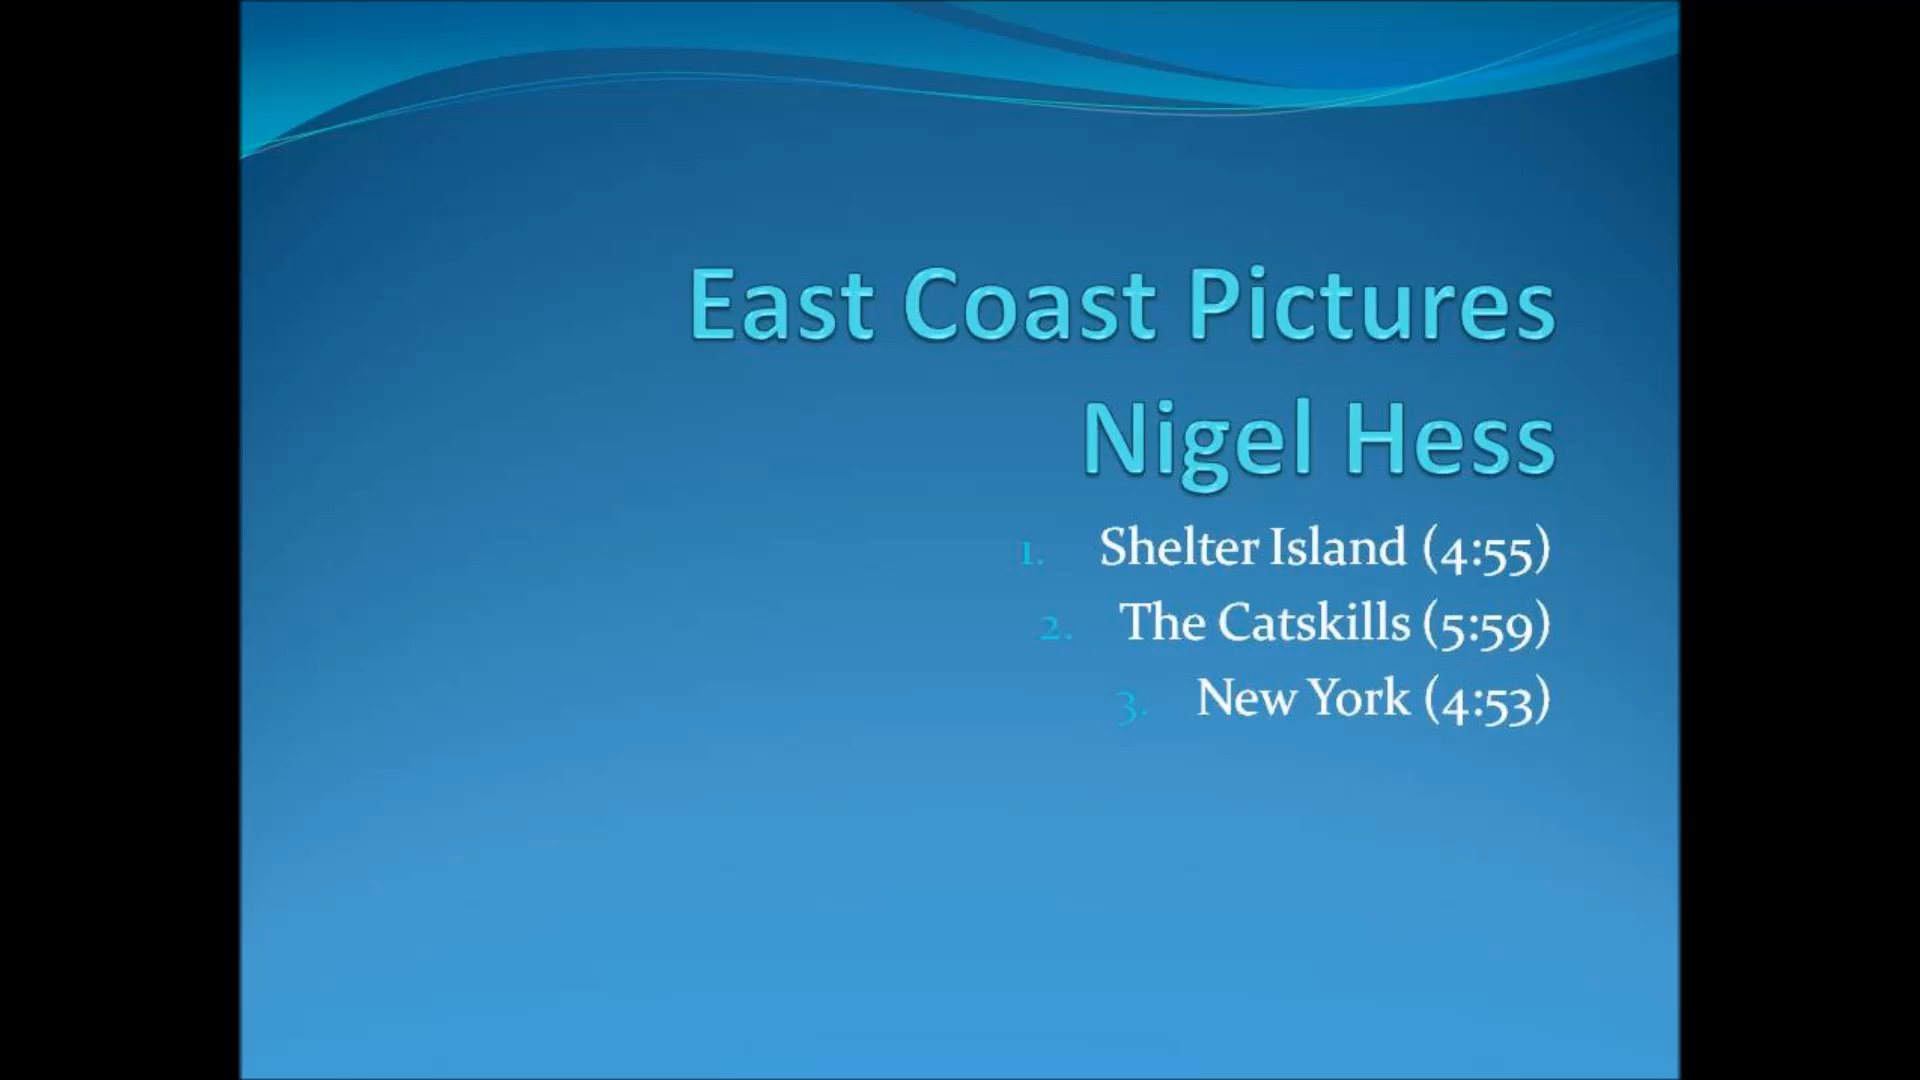 East Coast Pictures
Nigel Hess
1. Shelter Island (4:55)
2. The Catskills (5:59)
3. New York (4:53)